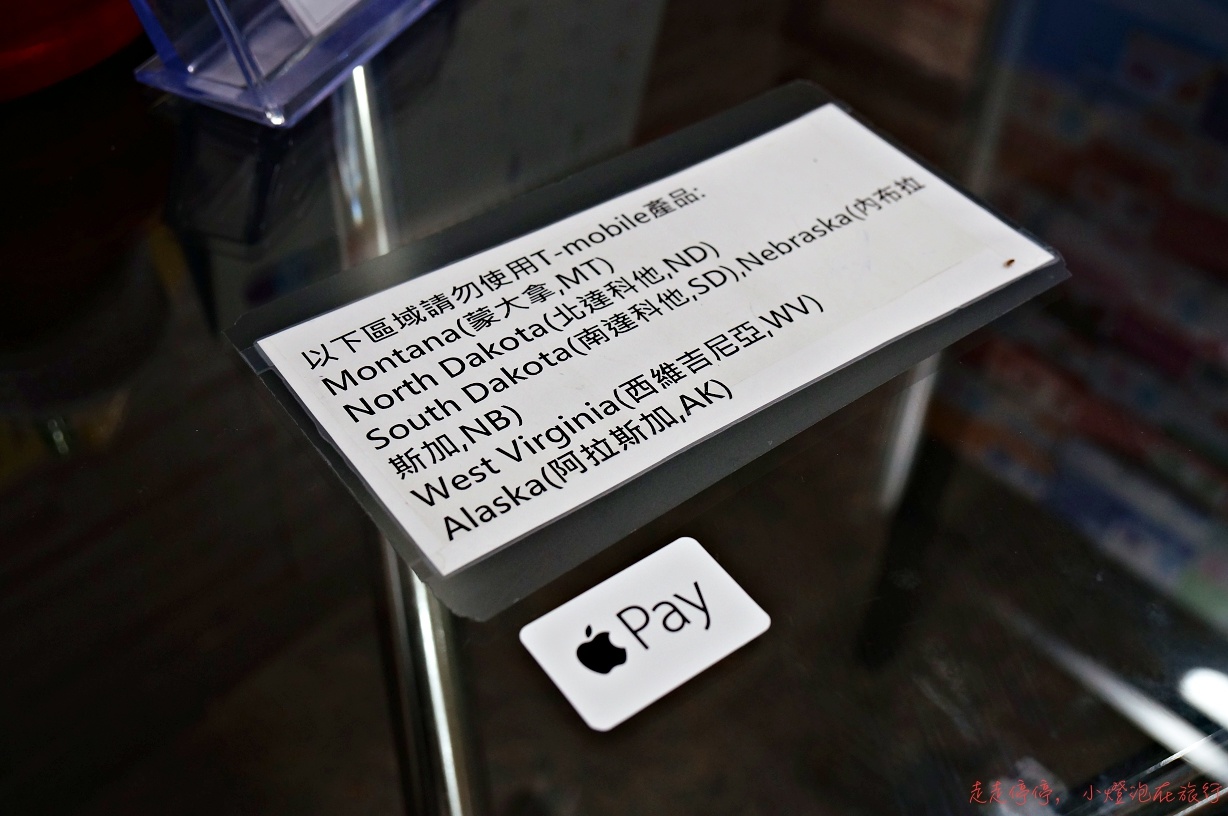 以下區域請勿使用T-mobile產品:
Montana(蒙大拿,MT)
North Dakota(北達科他,ND)
South Dakota(南達科他,SD),Nebraska(內布拉
斯加,NB)
West Virginia(西維吉尼亞,WV)
Alaska(阿拉斯加,AK)
Pay
走走停停，小燈泡在旅行